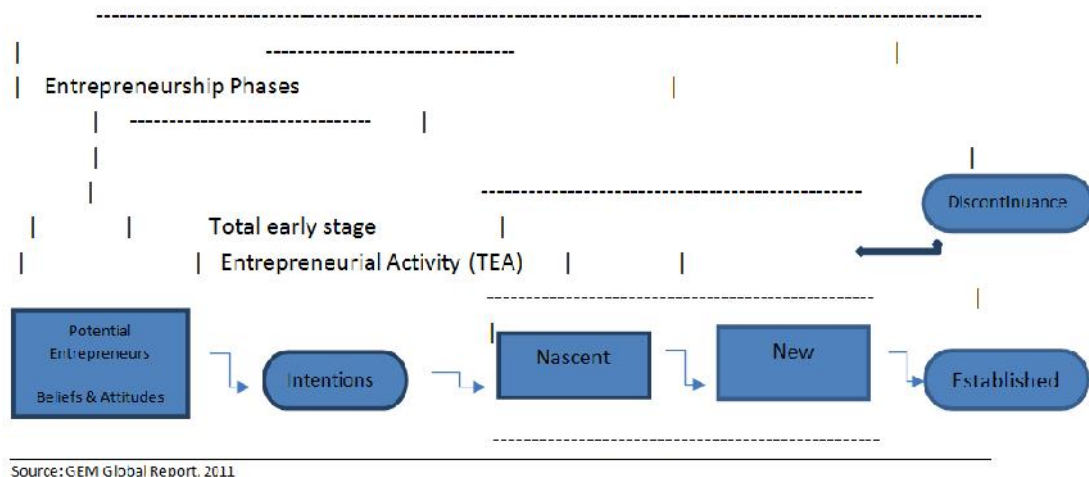 Entrepreneurship Phases
Discontinuance
Total early stage
Entrepreneurial Activity (TEA)
Potential
Entrepreneurs
Beliefs & Attitudes
Intentions
Nascent
New
Established
Source: GEM Global Report, 2011